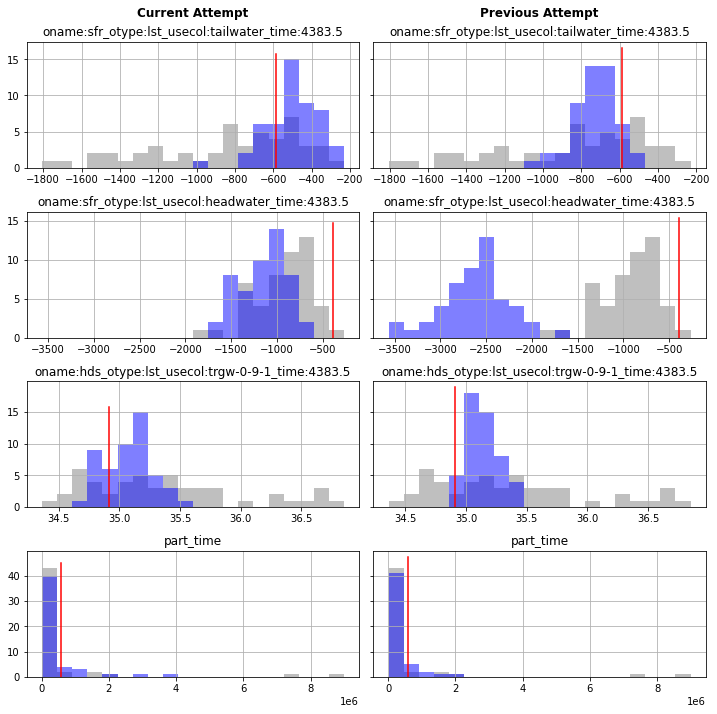 Current Attempt Previous Attempt
oname:sfr_otype:lst_usecol:tailwater_time:4383.5 oname:sfr_otype:lst_usecol:tailwater_time:4383.5
15
10
5
0
−1800 −1600 −1400 −1200 −1000 −800 −600 −400 −200 −1800 −1600 −1400 −1200 −1000 −800 −600 −400 −200
oname:sfr_otype:lst_usecol:headwater_time:4383.5 oname:sfr_otype:lst_usecol:headwater_time:4383.5
15
10
5
0
−3500 −3000 −2500 −2000 −1500 −1000 −500 −3500 −3000 −2500 −2000 −1500 −1000 −500
oname:hds_otype:lst_usecol:trgw-0-9-1_time:4383.5 oname:hds_otype:lst_usecol:trgw-0-9-1_time:4383.5
15
10
5
0
34.5 35.0 35.5 36.0 36.5 34.5 35.0 35.5 36.0 36.5
part_time part_time
40
30
20
10
0
0 2 4 6 8 0 2 4 6 8
1e6 1e6